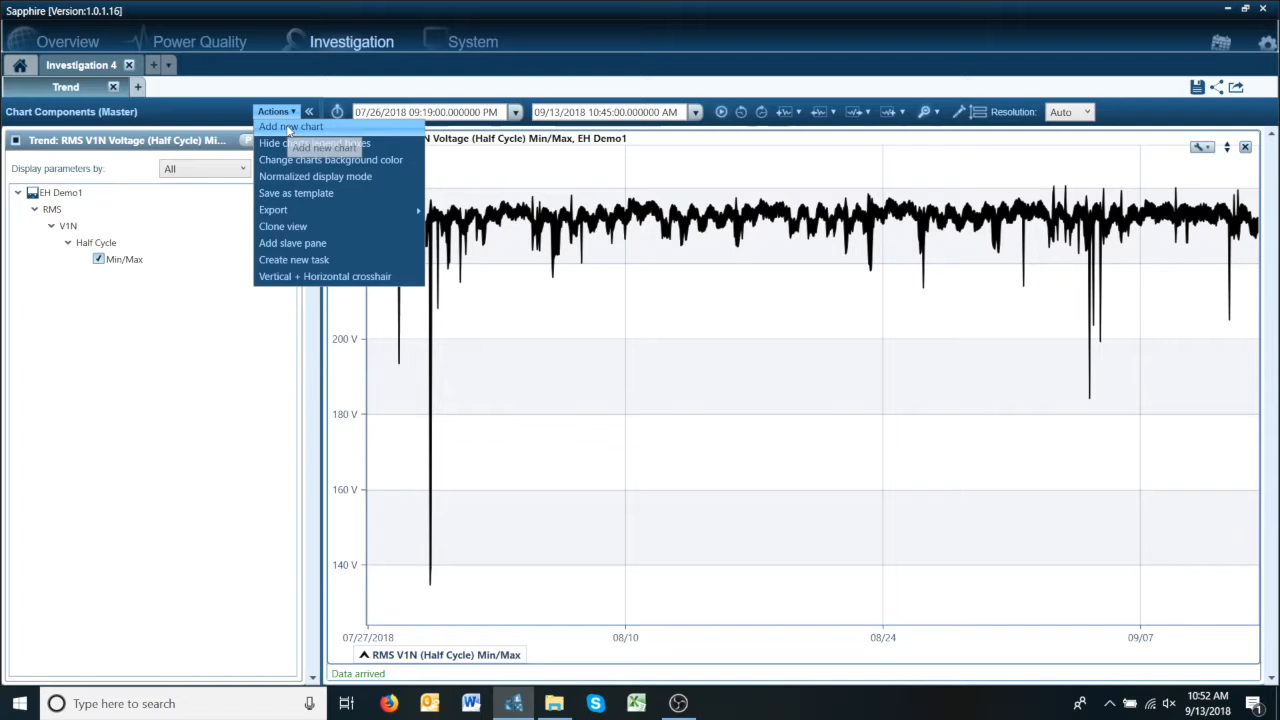 Sapphire [Version:1.0.1.16]
Overview
Power Quality
Investigation
System
Investigation 4
Trend
Chart Components (Master)
Actions
07/26/2018 09:19:00.000000 PM
09/13/2018 10:45:00.000000 AM
Resolution:
Auto
Trend: RMS V1N Voltage (Half Cycle) Mi...
P
Display parameters by:
All
EH Demo1
RMS
V1N
Half Cycle
Min/Max
Add new chart
Hide charts legend boxes
Add new chart
Change charts background color
Normalized display mode
Save as template
Export
Clone view
Add slave pane
Create new task
Vertical + Horizontal crosshair
N Voltage (Half Cycle) Min/Max, EH Demo1
200 V
180 V
160 V
140 V
07/27/2018
08/10
08/24
09/07
RMS V1N (Half Cycle) Min/Max
Data arrived
Type here to search
10:52 AM
9/13/2018
1